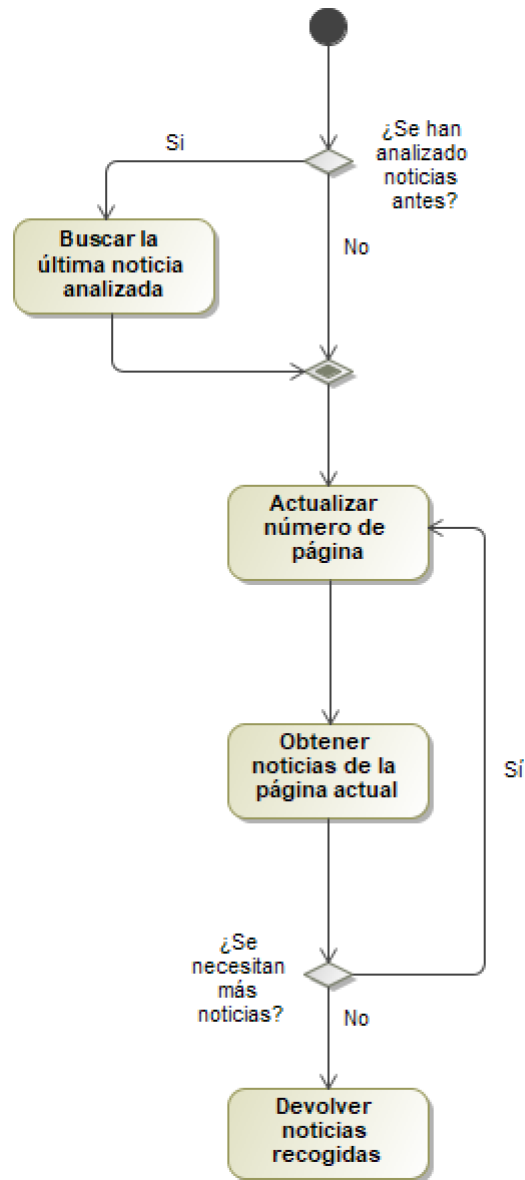 ¿Se han
analizado
noticias
antes?
Si
No
Buscar la
última noticia
analizada
Actualizar
número de
página
Obtener
noticias de la
página actual
Sí
¿Se
necesitan
más
noticias?
No
Devolver
noticias
recogidas